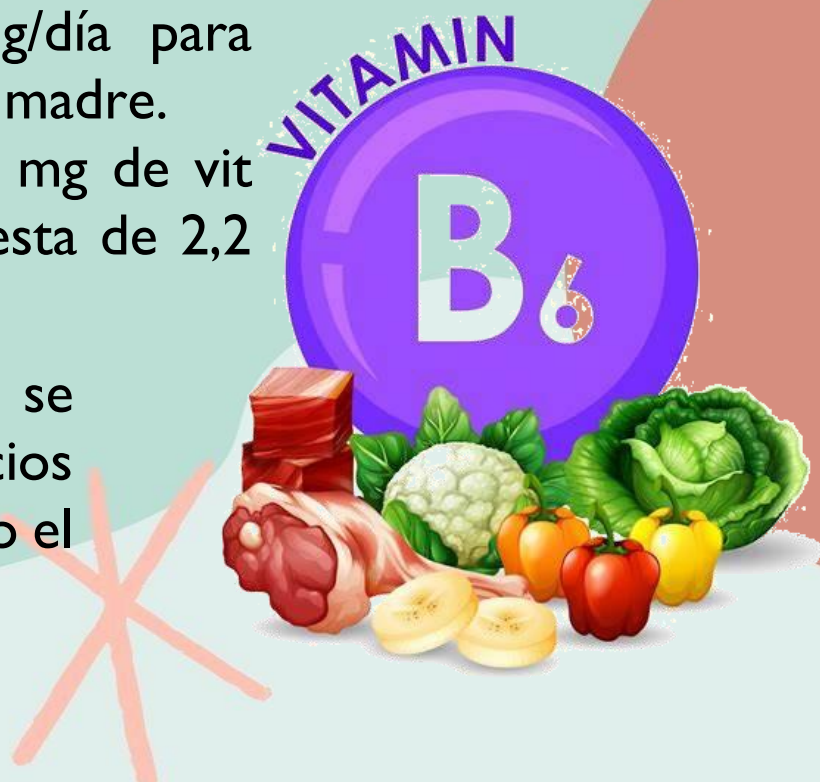 g/día para
madre.
mg de vit
esta de 2,2
se
cios
o el
VITAMIN
B6